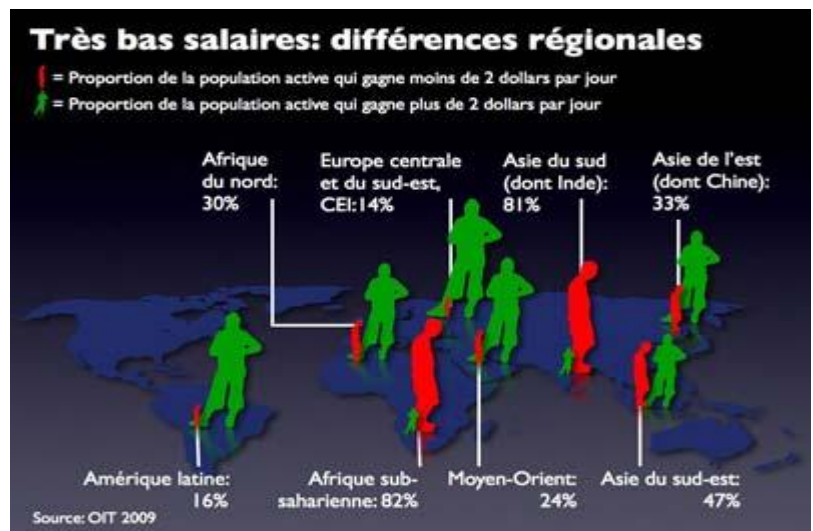 Très bas salaires: différences régionales
= Proportion de la population active qui gagne moins de 2 dollars par jour
= Proportion de la population active qui gagne plus de 2 dollars par jour
Afrique
du nord:
30%
Europe centrale
et du sud-est,
CEI:14%
Asie du sud
(dont Inde):
81%
Asie de l'est
(dont Chine):
33%
Amérique latine:
16%
Afrique sub-
saharienne: 82%
Moyen-Orient:
24%
Asie du sud-est:
47%
Source: OIT 2009